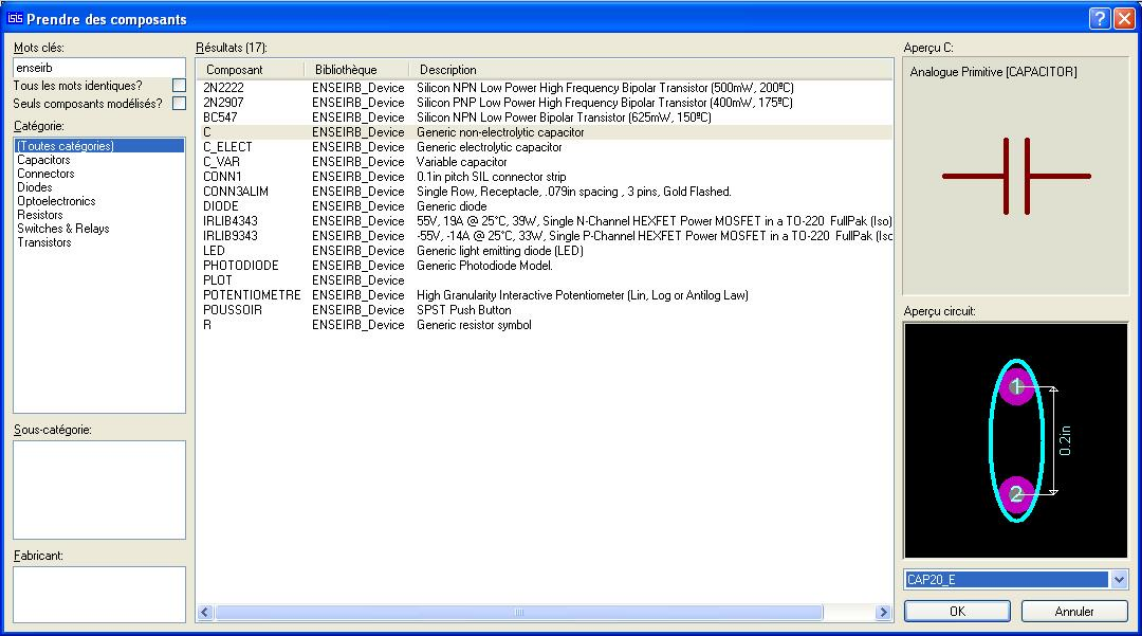 ISIS Prendre des composants
Mots clés:
enseirb
Tous les mots identiques?
Seuls composants modélisés?
Catégorie:
(Toutes catégories)
Capacitors
Connectors
Diodes
Optoelectronics
Resistors
Switches & Relays
Transistors
Sous-catégorie:
Fabricant:
Résultats (17):
Composant Bibliothèque Description
2N2222 ENSEIRB_Device Silicon NPN Low Power High Frequency Bipolar Transistor (500mW, 200ºC)
2N2907 ENSEIRB_Device Silicon PNP Low Power High Frequency Bipolar Transistor (400mW, 175ºC)
BC547 ENSEIRB_Device Silicon NPN Low Power Bipolar Transistor (625mW, 150ºC)
C ENSEIRB_Device Generic non-electrolytic capacitor
C_ELECT ENSEIRB_Device Generic electrolytic capacitor
C_VAR ENSEIRB_Device Variable capacitor
CONN1 ENSEIRB_Device 0.1in pitch SIL connector strip
CONN3ALIM ENSEIRB_Device Single Row, Receptacle, .079in spacing , 3 pins, Gold Flashed.
DIODE ENSEIRB_Device Generic diode
IRLIB4343 ENSEIRB_Device 55V, 19A @ 25°C, 39W, Single N-Channel HEXFET Power MOSFET in a TO-220 FullPak (Iso)
IRLIB9343 ENSEIRB_Device -55V, -14A @ 25°C, 33W, Single P-Channel HEXFET Power MOSFET in a TO-220 FullPak (Isc
LED ENSEIRB_Device Generic light emitting diode (LED)
PHOTODIODE ENSEIRB_Device Generic Photodiode Model.
PLOT ENSEIRB_Device
POTENTIOMETRE ENSEIRB_Device High Granularity Interactive Potentiometer (Lin, Log or Antilog Law)
POUSSOIR ENSEIRB_Device SPST Push Button
R ENSEIRB_Device Generic resistor symbol
Aperçu C:
Analogue Primitive [CAPACITOR]
Aperçu circuit:
1
0.2in
2
CAP20_E
OK Annuler